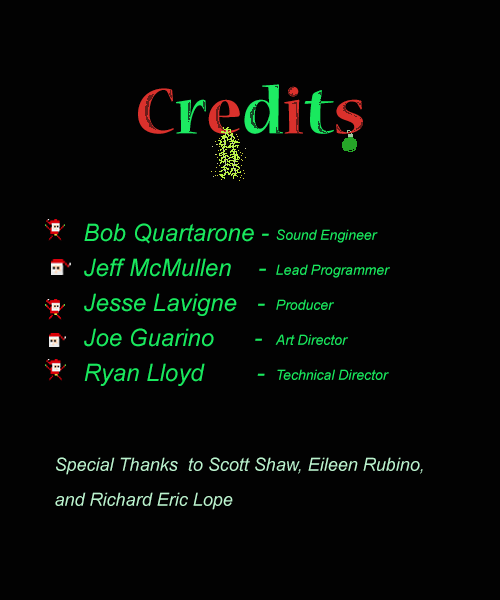 Credits
Bob Quartarone - Sound Engineer
Jeff McMullen - Lead Programmer
Jesse Lavigne - Producer
Joe Guarino - Art Director
Ryan Lloyd - Technical Director
Special Thanks to Scott Shaw, Eileen Rubino,
and Richard Eric Lope